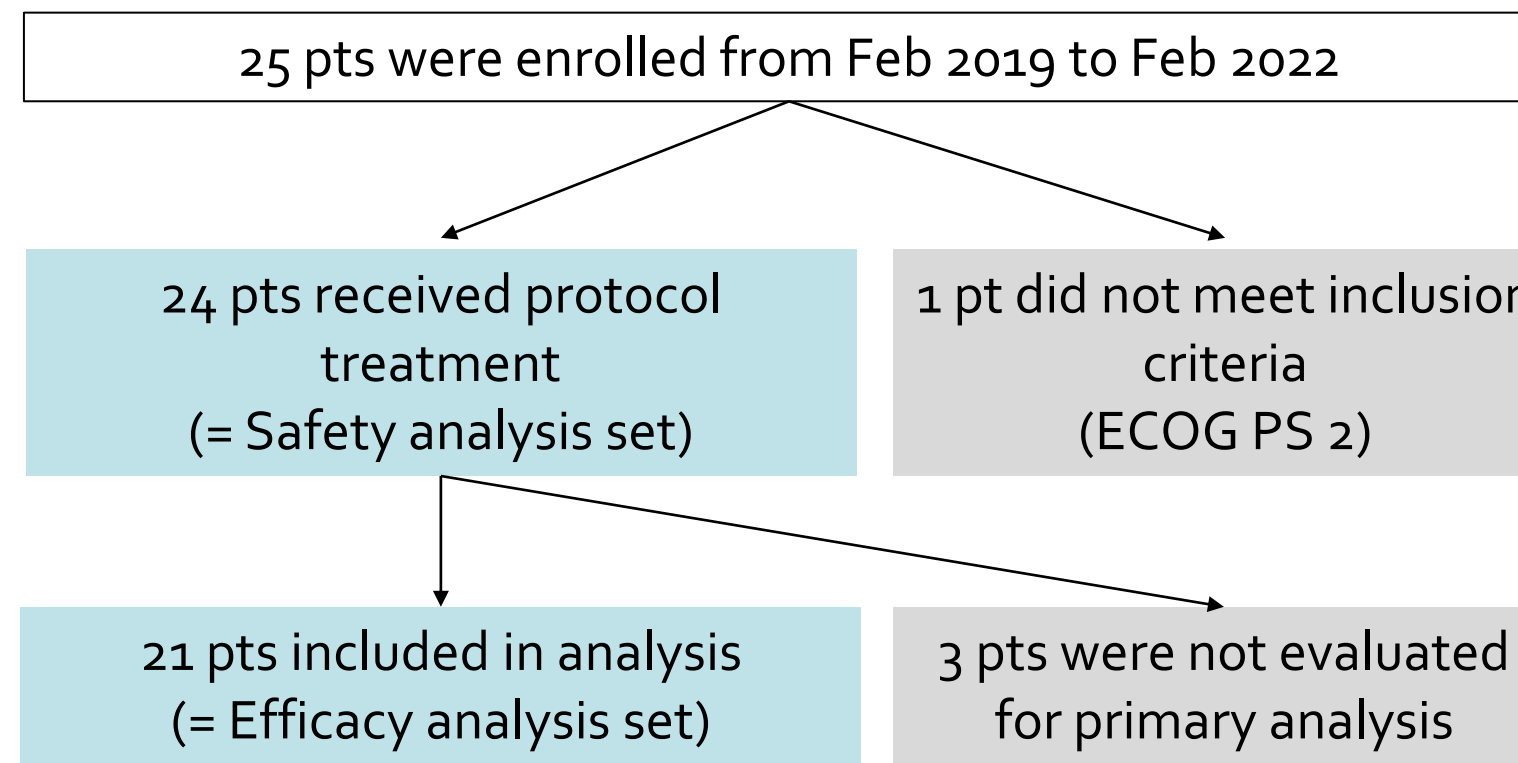 25 pts were enrolled from Feb 2019 to Feb 2022
24 pts received protocol
treatment
(= Safety analysis set)
1 pt did not meet inclusion
criteria
(ECOG PS 2)
21 pts included in analysis
(= Efficacy analysis set)
3 pts were not evaluated
for primary analysis